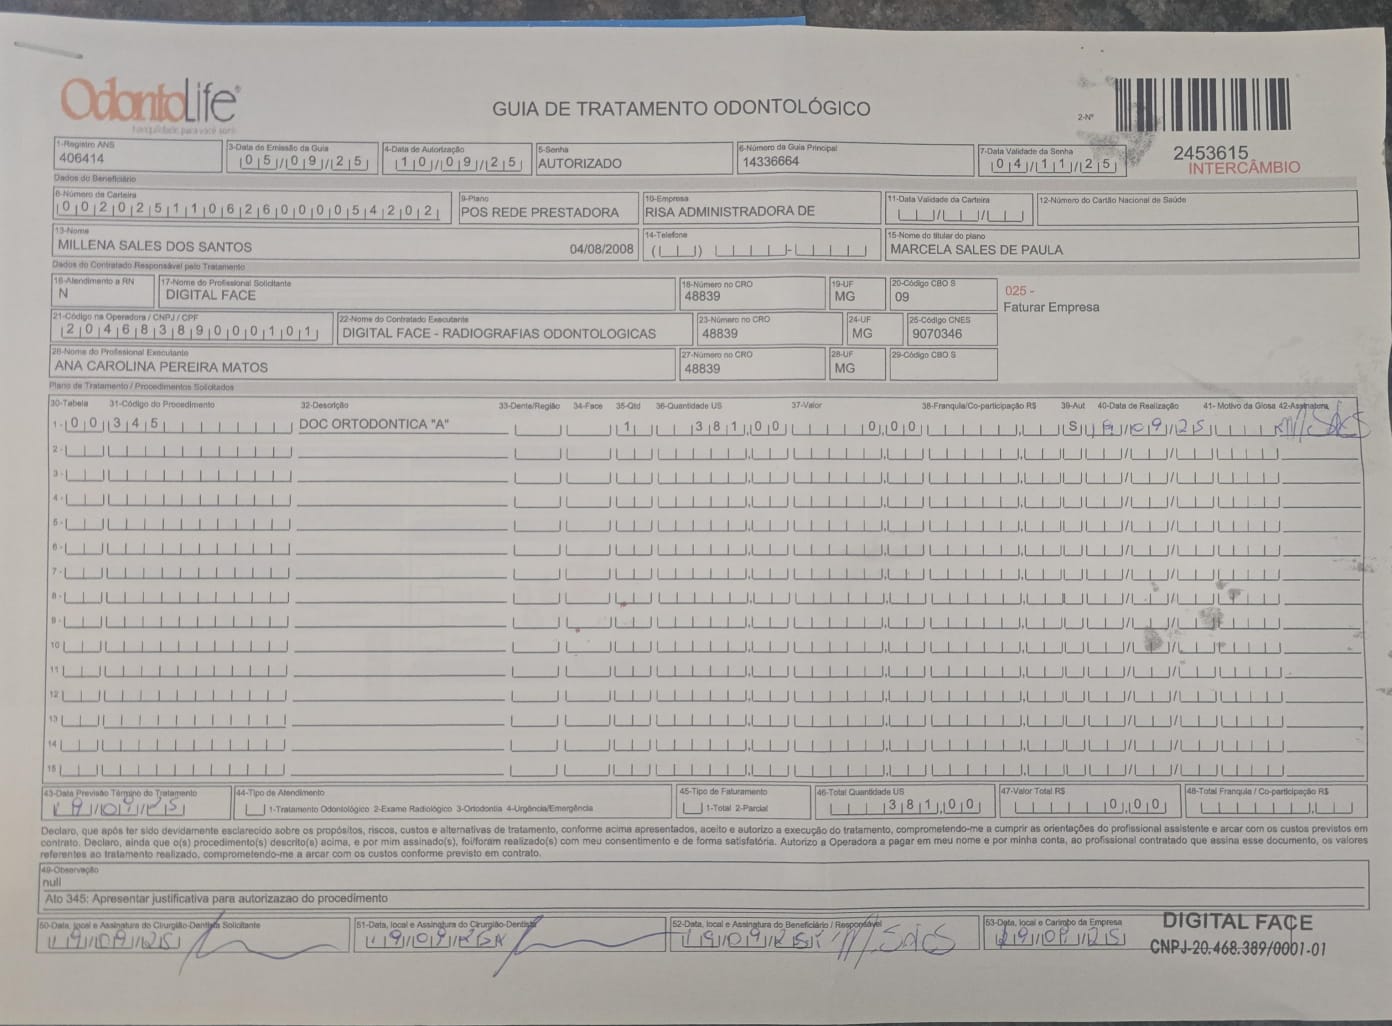 OdontoLife®
tranquilidade para você sorrir
GUIA DE TRATAMENTO ODONTOLÓGICO
2-Nº
2453615
INTERCÂMBIO
1-Registro ANS
406414
3-Data de Emissão da Guia
05/09/25
4-Data de Autorização
10/09/25
5-Senha
AUTORIZADO
6-Número da Guia Principal
14336664
7-Data Validade da Senha
04/11/25
Dados do Beneficiário
8-Número da Carteira
002025110626000054202
9-Plano
POS REDE PRESTADORA
10-Empresa
RISA ADMINISTRADORA DE
11-Data Validade da Carteira
12-Número do Cartão Nacional de Saúde
13-Nome
MILLENA SALES DOS SANTOS 04/08/2008
14-Telefone
15-Nome do titular do plano
MARCELA SALES DE PAULA
Dados do Contratado Responsável pelo Tratamento
16-Atendimento a RN
N
17-Nome do Profissional Solicitante
DIGITAL FACE
18-Número no CRO
48839
19-UF
MG
20-Código CBO S
09
025 -
Faturar Empresa
21-Código na Operadora / CNPJ / CPF
20468389000101
22-Nome do Contratado Executante
DIGITAL FACE - RADIOGRAFIAS ODONTOLOGICAS
23-Número no CRO
48839
24-UF
MG
25-Código CNES
9070346
26-Nome do Profissional Executante
ANA CAROLINA PEREIRA MATOS
27-Número no CRO
48839
28-UF
MG
29-Código CBO S
Plano de Tratamento / Procedimentos Solicitados
30-Tabela 31-Código do Procedimento 32-Descrição 33-Dente/Região 34-Face 35-Qtd 36-Quantidade US 37-Valor 38-Franquia/Co-participação R$ 39-Aut 40-Data de Realização 41- Motivo da Glosa 42-Assinatura
1- 00 345 DOC ORTODONTICA "A" 1 381,00 0,00 S 19/09/25
2-
3-
4-
5-
6-
7-
8-
9-
10
11
12
13
14
15
43-Data Previsão Término do Tratamento
19/09/25
44-Tipo de Atendimento
1-Tratamento Odontológico 2-Exame Radiológico 3-Ortodontia 4-Urgência/Emergência
45-Tipo de Faturamento
1-Total 2-Parcial
46-Total Quantidade US
381,00
47-Valor Total R$
0,00
48-Total Franquia / Co-participação R$
Declaro, que após ter sido devidamente esclarecido sobre os propósitos, riscos, custos e alternativas de tratamento, conforme acima apresentados, aceito e autorizo a execução do tratamento, comprometendo-me a cumprir as orientações do profissional assistente e arcar com os custos previstos em
contrato. Declaro, ainda que o(s) procedimento(s) descrito(s) acima, e por mim assinado(s), foi/foram realizado(s) com meu consentimento e de forma satisfatória. Autorizo a Operadora a pagar em meu nome e por minha conta, ao profissional contratado que assina esse documento, os valores
referentes ao tratamento realizado, comprometendo-me a arcar com os custos conforme previsto em contrato.
49-Observação
null
Ato 345: Apresentar justificativa para autorizazao do procedimento
50-Data, local e Assinatura do Cirurgião-Dentista Solicitante
19/09/25
51-Data, local e Assinatura do Cirurgião-Dentista
19/09/25
52-Data, local e Assinatura do Beneficiário / Responsável
19/09/25
53-Data, local e Carimbo da Empresa
19/09/25
DIGITAL FACE
CNPJ-20.468.389/0001-01